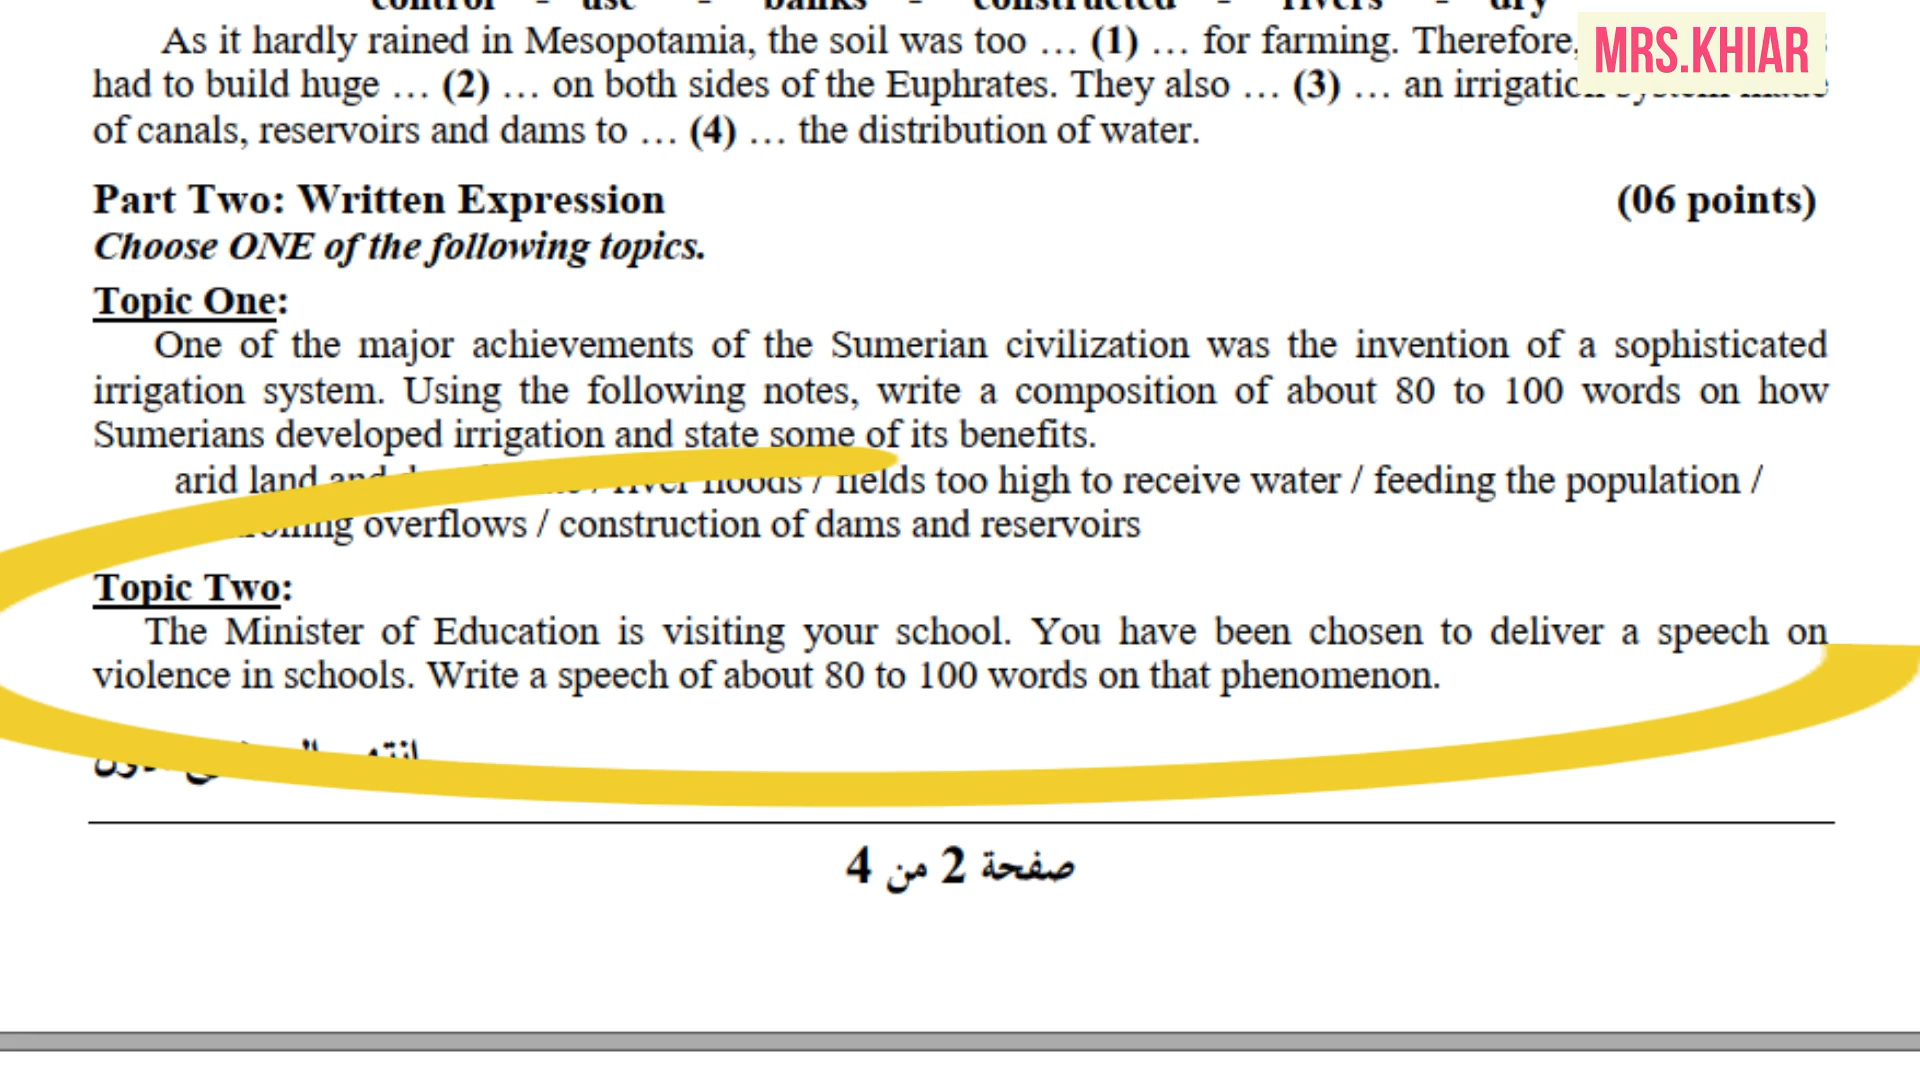 control - use - banks - constructed - rivers - dry
As it hardly rained in Mesopotamia, the soil was too … (1) … for farming. Therefore,
MRS.KHIAR
had to build huge … (2) … on both sides of the Euphrates. They also … (3) … an irrigation system made
of canals, reservoirs and dams to … (4) … the distribution of water.
Part Two: Written Expression (06 points)
Choose ONE of the following topics.
Topic One:
One of the major achievements of the Sumerian civilization was the invention of a sophisticated
irrigation system. Using the following notes, write a composition of about 80 to 100 words on how
Sumerians developed irrigation and state some of its benefits.
arid land and / river floods / fields too high to receive water / feeding the population /
overflows / construction of dams and reservoirs
Topic Two:
The Minister of Education is visiting your school. You have been chosen to deliver a speech on
violence in schools. Write a speech of about 80 to 100 words on that phenomenon.
صفحة 2 من 4